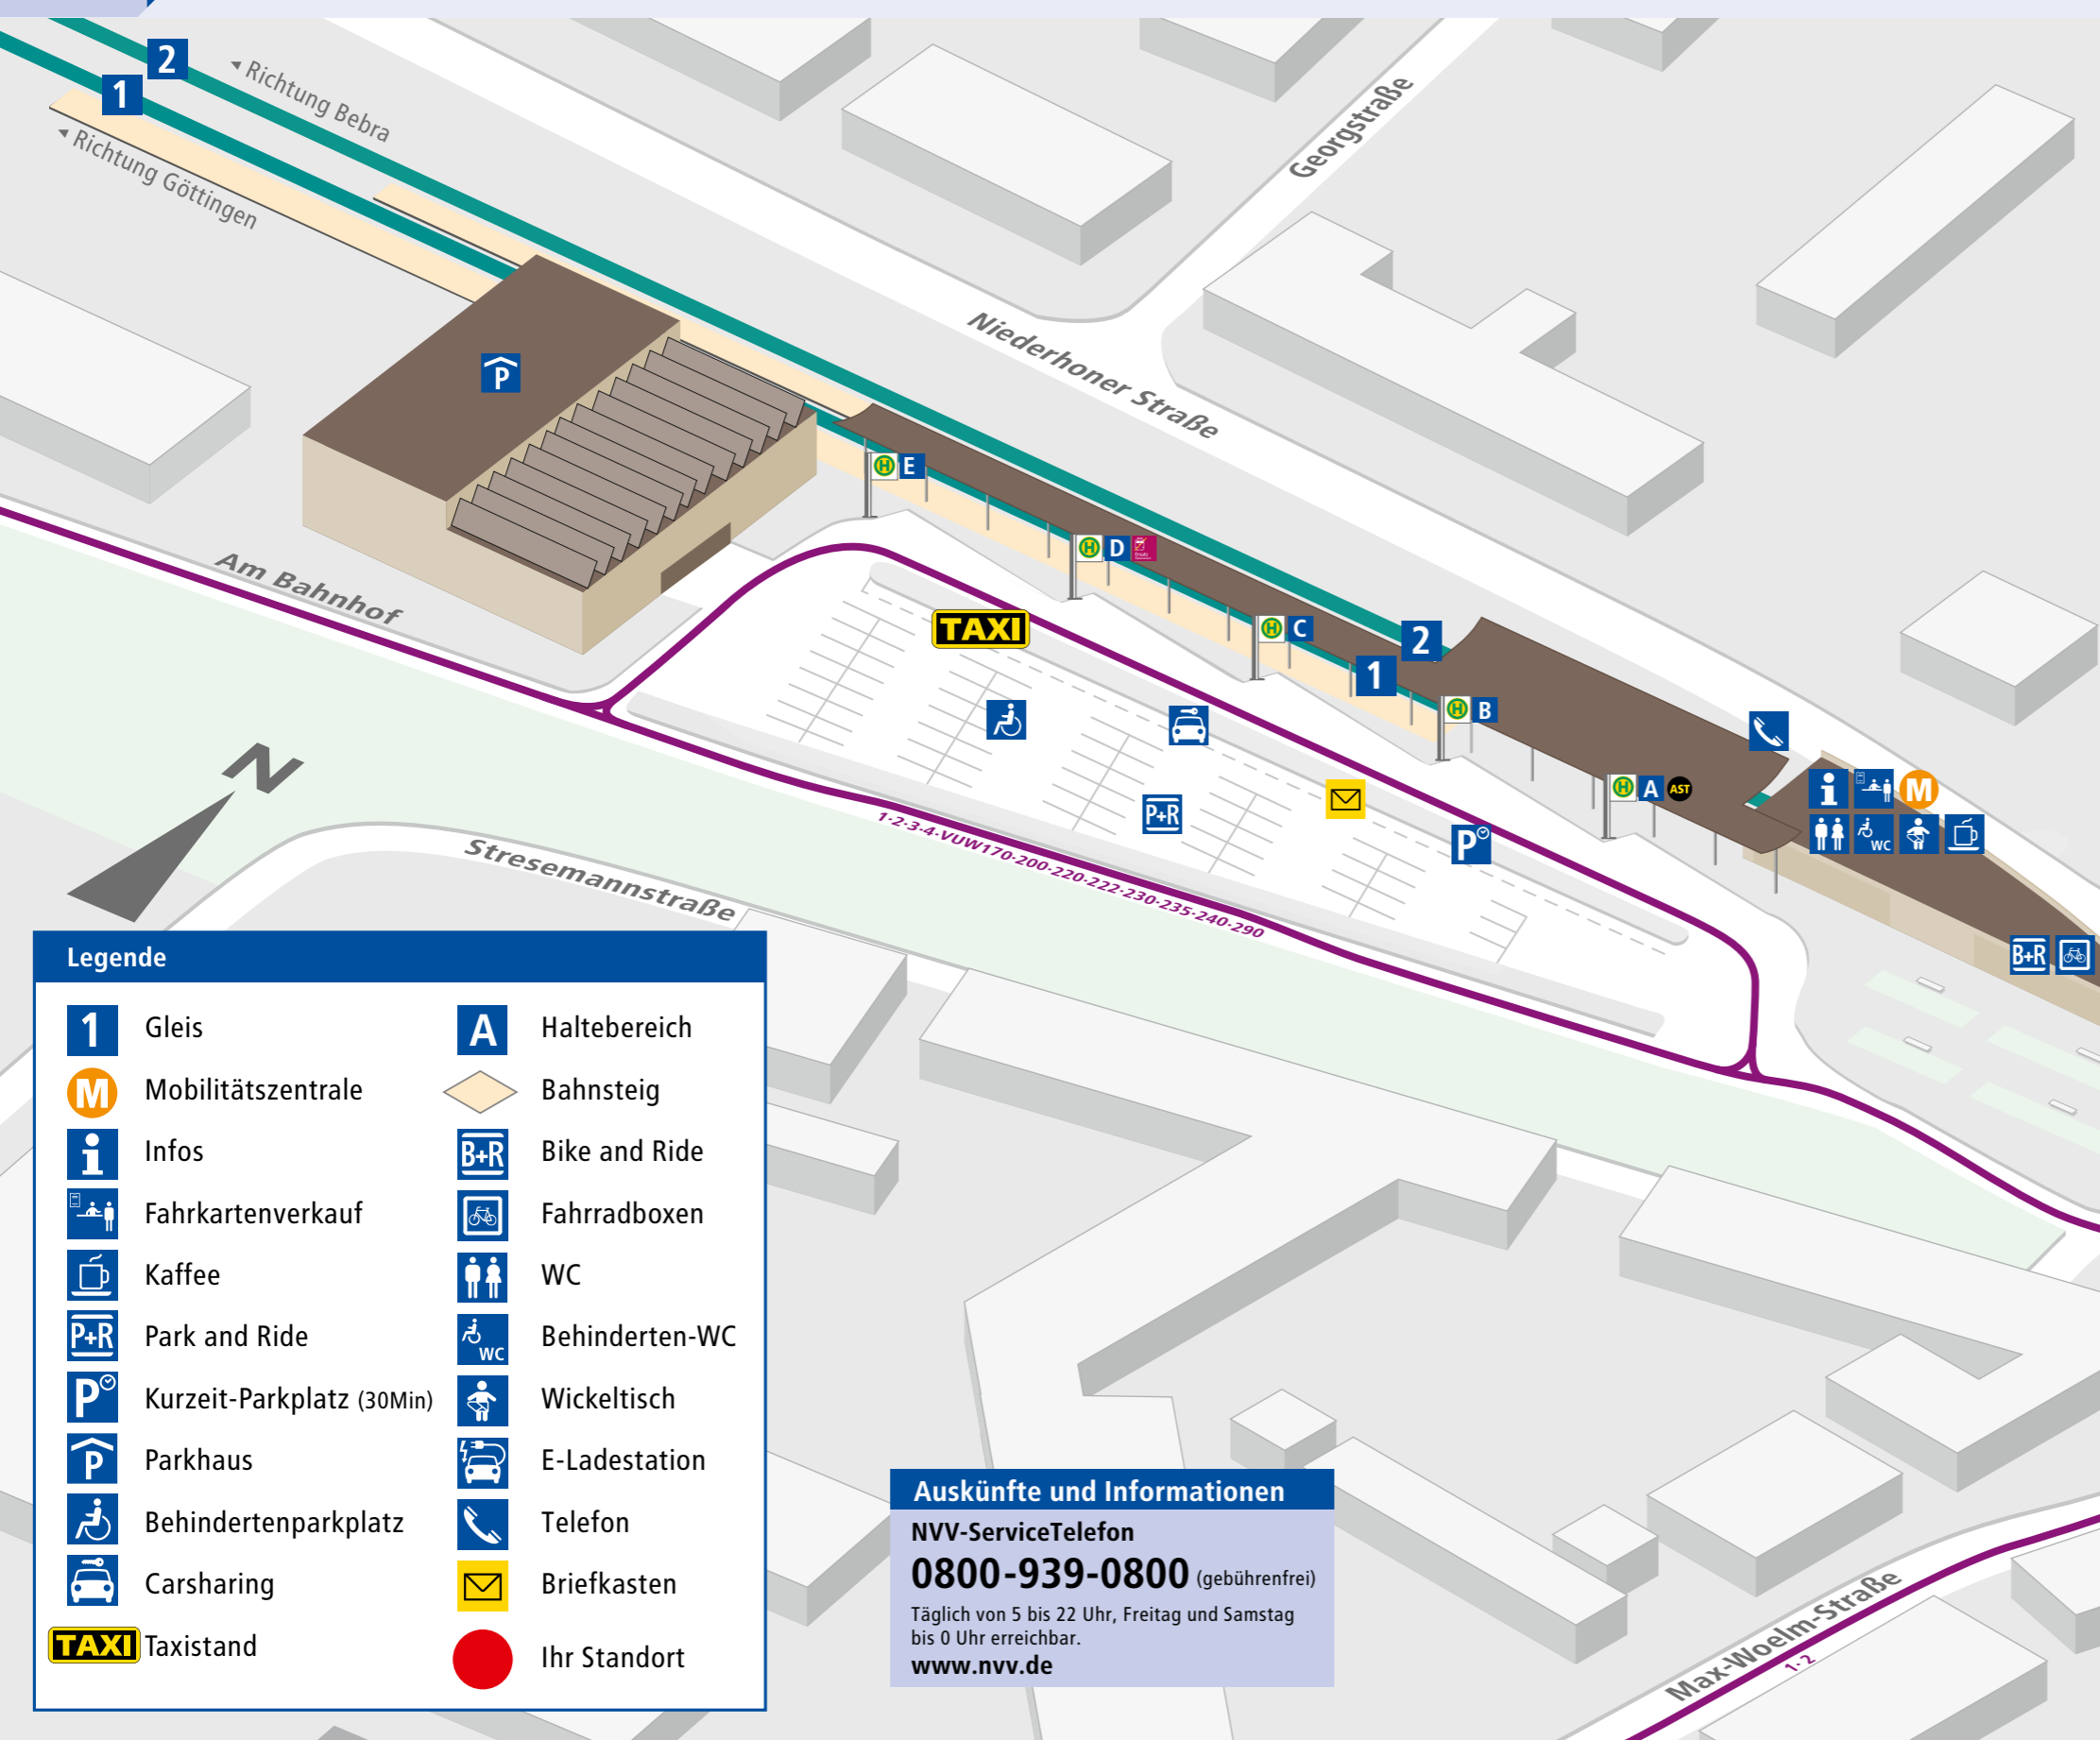 2
1
◂ Richtung Bebra
◂ Richtung Göttingen
Georgstraße
Niederhoner Straße
P
H E
H D
H C
2
1
H B
H A AST
TAXI
Am Bahnhof
P+R
P
i
M
WC
B+R
N
1·2·3·4·VUW170·200·220·222·230·235·240·290
Stresemannstraße
Legende
1 Gleis
M Mobilitätszentrale
i Infos
Fahrkartenverkauf
Kaffee
P+R Park and Ride
P Kurzeit-Parkplatz (30Min)
P Parkhaus
Behindertenparkplatz
Carsharing
TAXI Taxistand
A Haltebereich
Bahnsteig
B+R Bike and Ride
Fahrradboxen
WC
WC Behinderten-WC
Wickeltisch
E-Ladestation
Telefon
Briefkasten
Ihr Standort
Auskünfte und Informationen
NVV-ServiceTelefon
0800-939-0800 (gebührenfrei)
Täglich von 5 bis 22 Uhr, Freitag und Samstag
bis 0 Uhr erreichbar.
www.nvv.de
Max-Woelm-Straße
1·2